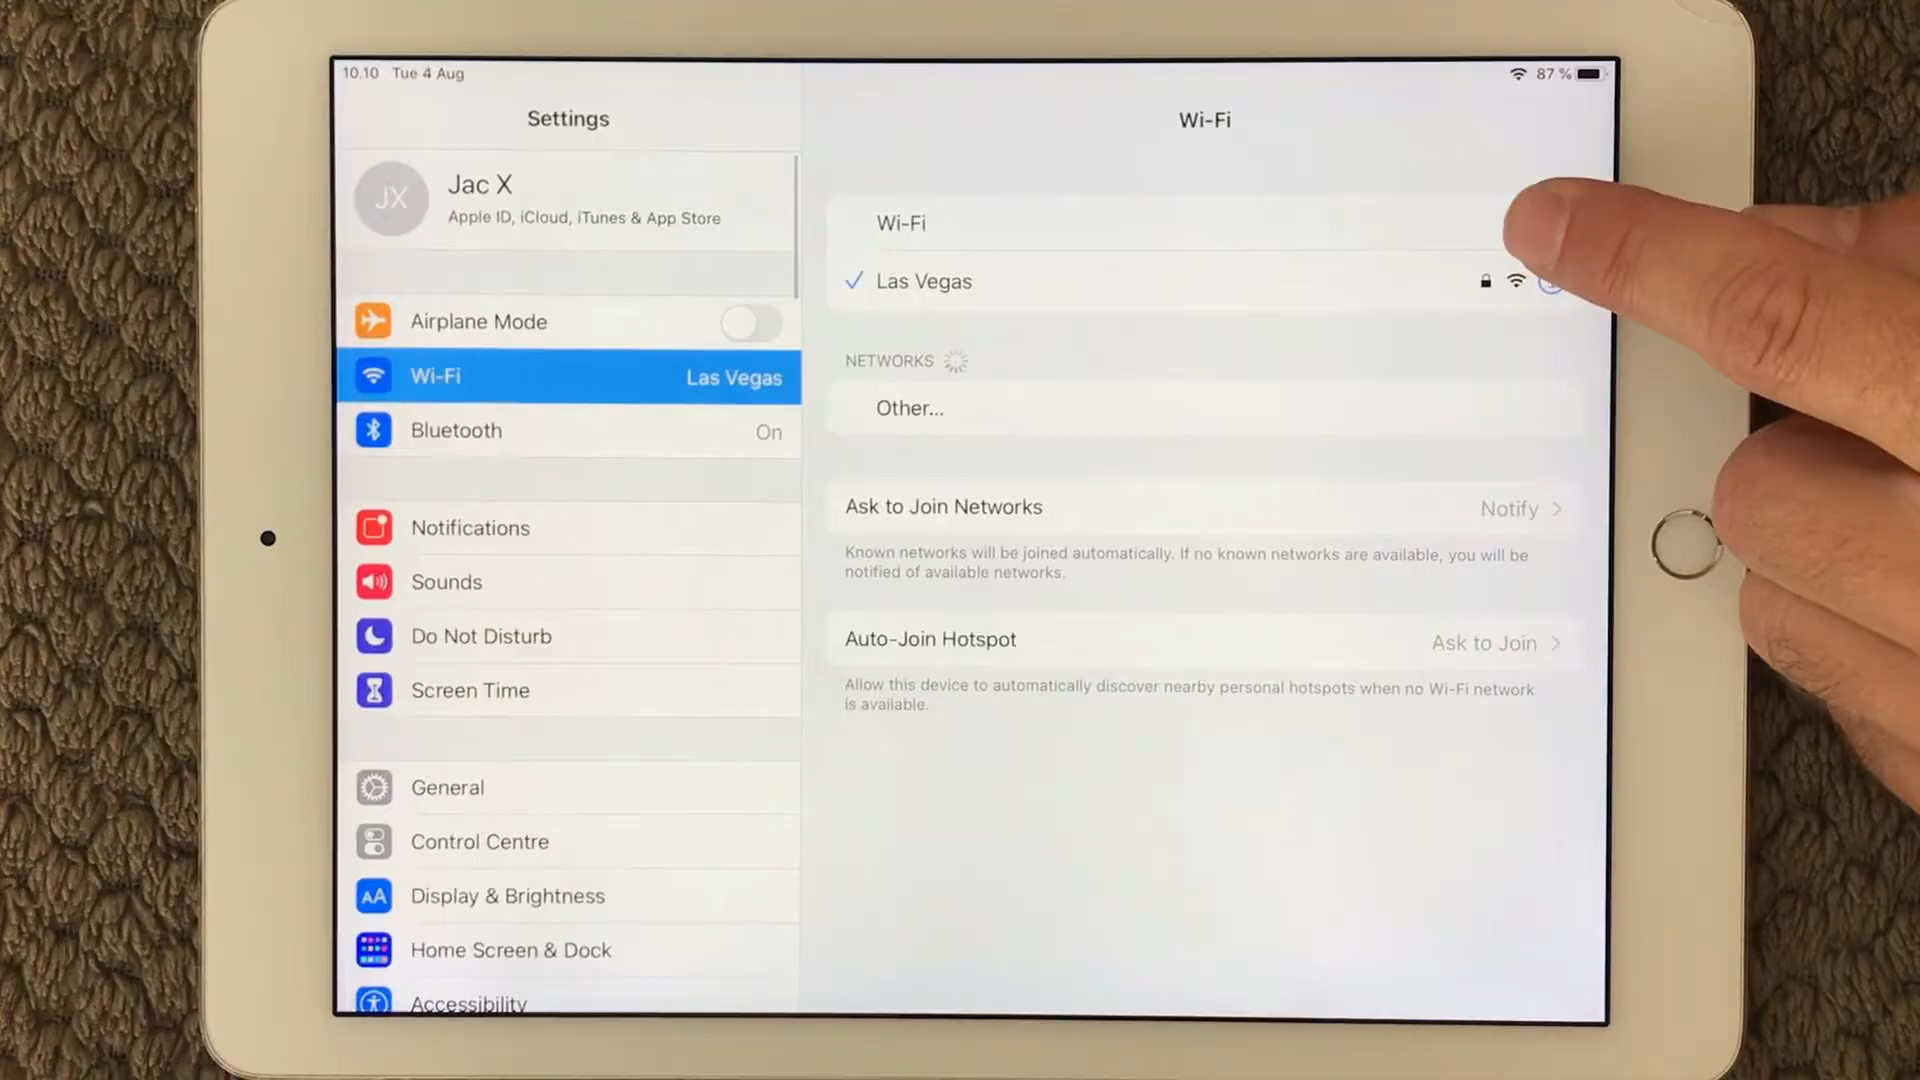 10.10 Tue 4 Aug
87 %
Settings
JX
Jac X
Apple ID, iCloud, iTunes & App Store
Airplane Mode
Wi-Fi Las Vegas
Bluetooth On
Notifications
Sounds
Do Not Disturb
Screen Time
General
Control Centre
AA Display & Brightness
Home Screen & Dock
Accessibility
Wi-Fi
Wi-Fi
Las Vegas
NETWORKS
Other...
Ask to Join Networks Notify
Known networks will be joined automatically. If no known networks are available, you will be
notified of available networks.
Auto-Join Hotspot Ask to Join
Allow this device to automatically discover nearby personal hotspots when no Wi-Fi network
is available.